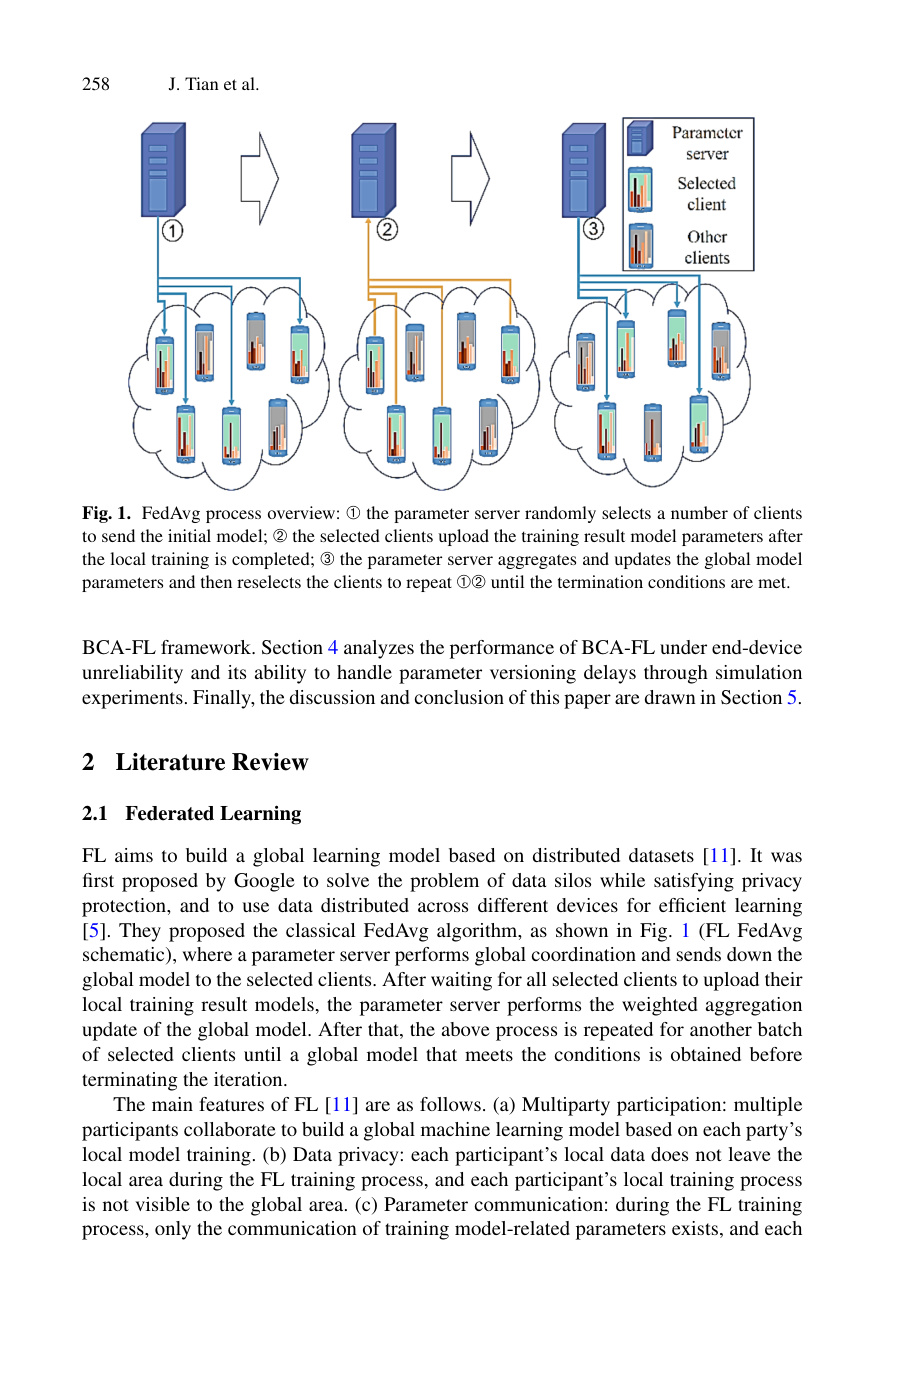 258 J. Tian et al.
Parameter
server
Selected
client
Other
clients
① ② ③
Fig. 1. FedAvg process overview: ① the parameter server randomly selects a number of clients
to send the initial model; ② the selected clients upload the training result model parameters after
the local training is completed; ③ the parameter server aggregates and updates the global model
parameters and then reselects the clients to repeat ①② until the termination conditions are met.
BCA-FL framework. Section 4 analyzes the performance of BCA-FL under end-device
unreliability and its ability to handle parameter versioning delays through simulation
experiments. Finally, the discussion and conclusion of this paper are drawn in Section 5.
2 Literature Review
2.1 Federated Learning
FL aims to build a global learning model based on distributed datasets [11]. It was
first proposed by Google to solve the problem of data silos while satisfying privacy
protection, and to use data distributed across different devices for efficient learning
[5]. They proposed the classical FedAvg algorithm, as shown in Fig. 1 (FL FedAvg
schematic), where a parameter server performs global coordination and sends down the
global model to the selected clients. After waiting for all selected clients to upload their
local training result models, the parameter server performs the weighted aggregation
update of the global model. After that, the above process is repeated for another batch
of selected clients until a global model that meets the conditions is obtained before
terminating the iteration.
The main features of FL [11] are as follows. (a) Multiparty participation: multiple
participants collaborate to build a global machine learning model based on each party's
local model training. (b) Data privacy: each participant's local data does not leave the
local area during the FL training process, and each participant's local training process
is not visible to the global area. (c) Parameter communication: during the FL training
process, only the communication of training model-related parameters exists, and each